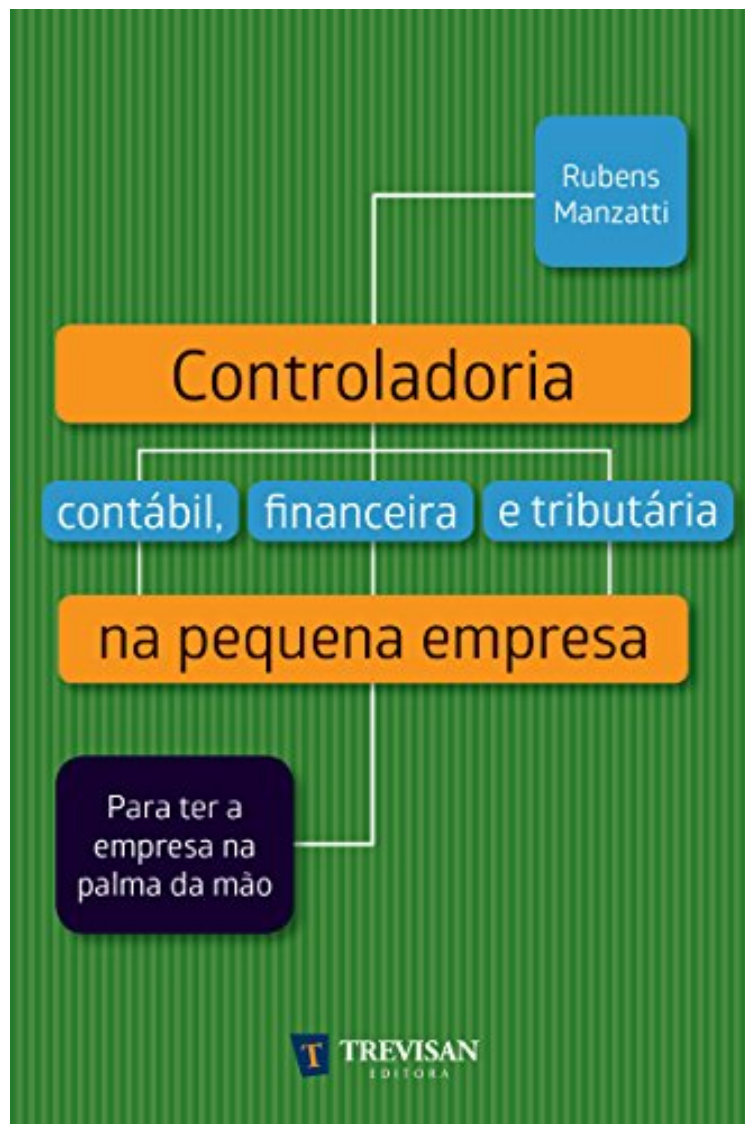 Rubens
Manzatti
Controladoria
contábil, financeira e tributária
na pequena empresa
Para ter a
empresa na
palma da mão
T TREVISAN
EDITORA